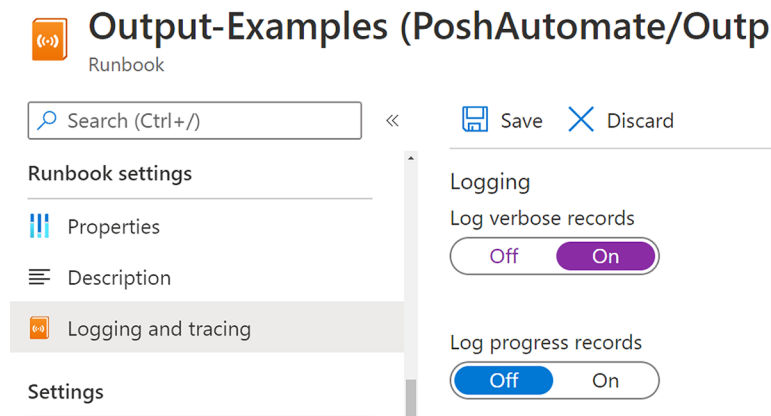 Output-Examples (PoshAutomate/Outp
Runbook
Search (Ctrl+/)
Runbook settings
Properties
Description
Logging and tracing
Settings
Save Discard
Logging
Log verbose records
Off On
Log progress records
Off On